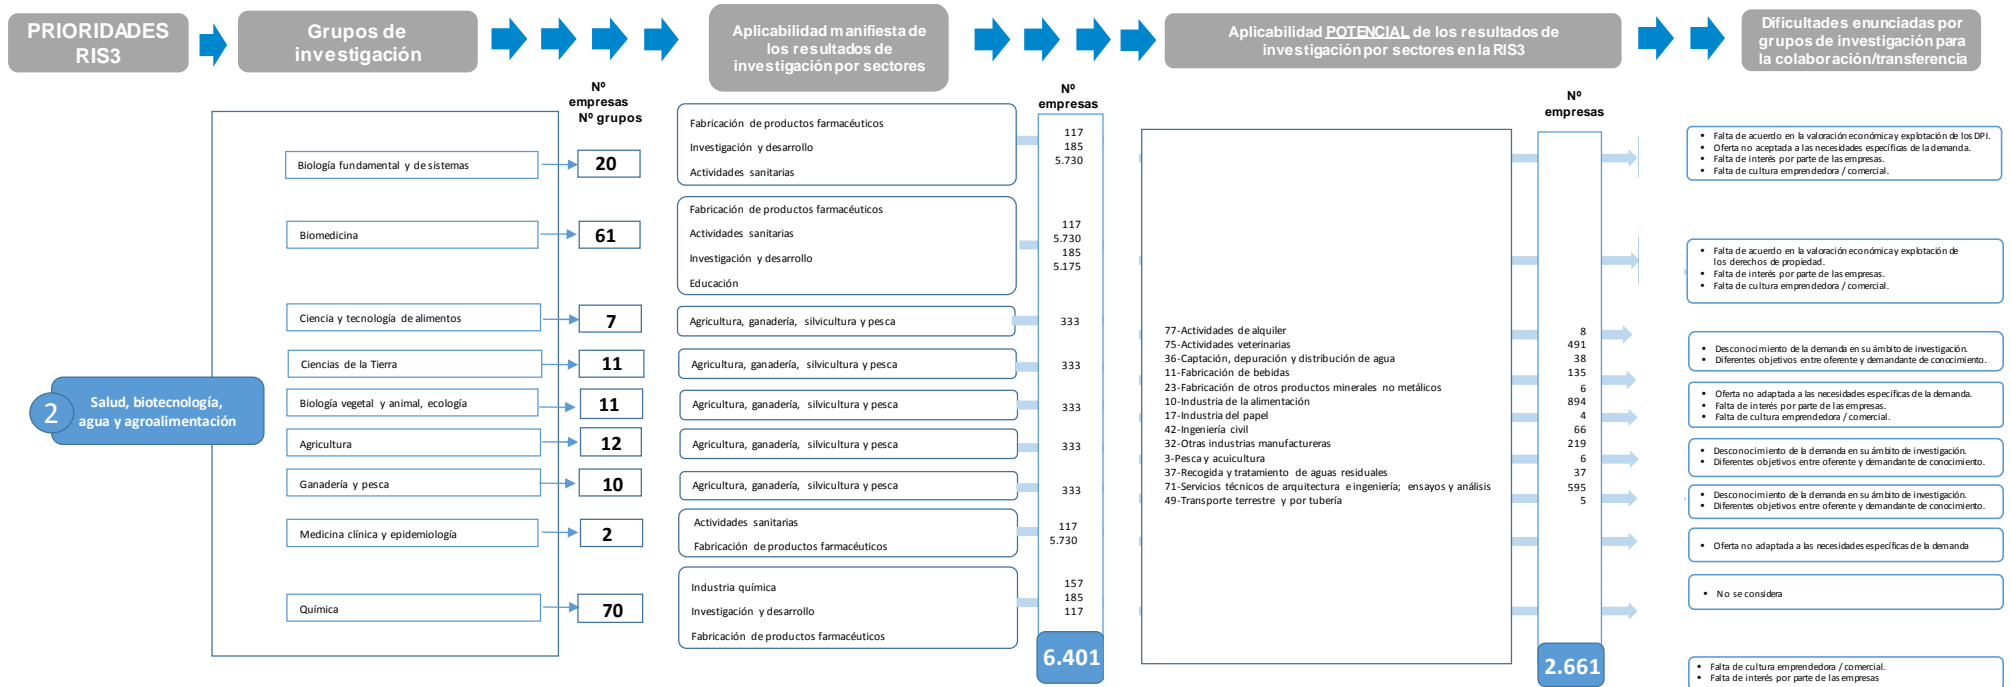 PRIORIDADES
RIS3
Grupos de
investigación
Aplicabilidad manifiesta de
los resultados de
investigación por sectores
Aplicabilidad POTENCIAL de los resultados de
investigación por sectores en la RIS3
Dificultades enunciadas por
grupos de investigación para
la colaboración/transferencia
Nº
empresas
Nº grupos
Nº
empresas
Nº
empresas
2
Salud, biotecnología,
agua y agroalimentación
Biología fundamental y de sistemas
20
Fabricación de productos farmacéuticos
Investigación y desarrollo
Actividades sanitarias
117
185
5.730
Biomedicina
61
Fabricación de productos farmacéuticos
Actividades sanitarias
Investigación y desarrollo
Educación
117
5.730
185
5.175
Ciencia y tecnología de alimentos
7
Agricultura, ganadería, silvicultura y pesca
333
Ciencias de la Tierra
11
Agricultura, ganadería, silvicultura y pesca
333
Biología vegetal y animal, ecología
11
Agricultura, ganadería, silvicultura y pesca
333
Agricultura
12
Agricultura, ganadería, silvicultura y pesca
333
Ganadería y pesca
10
Agricultura, ganadería, silvicultura y pesca
333
Medicina clínica y epidemiología
2
Actividades sanitarias
Fabricación de productos farmacéuticos
117
5.730
Química
70
Industria química
Investigación y desarrollo
Fabricación de productos farmacéuticos
157
185
117
6.401
77-Actividades de alquiler 8
75-Actividades veterinarias 491
36-Captación, depuración y distribución de agua 38
11-Fabricación de bebidas 135
23-Fabricación de otros productos minerales no metálicos 6
10-Industria de la alimentación 894
17-Industria del papel 4
42-Ingeniería civil 66
32-Otras industrias manufactureras 219
3-Pesca y acuicultura 6
37-Recogida y tratamiento de aguas residuales 37
71-Servicios técnicos de arquitectura e ingeniería; ensayos y análisis 595
49-Transporte terrestre y por tubería 5
2.661
• Falta de acuerdo en la valoración económica y explotación de los DPI.
• Oferta no aceptada a las necesidades específicas de la demanda.
• Falta de interés por parte de las empresas.
• Falta de cultura emprendedora / comercial.
• Falta de acuerdo en la valoración económica y explotación de
los derechos de propiedad.
• Falta de interés por parte de las empresas.
• Falta de cultura emprendedora / comercial.
• Desconocimiento de la demanda en su ámbito de investigación.
• Diferentes objetivos entre oferente y demandante de conocimiento.
• Oferta no adaptada a las necesidades específicas de la demanda.
• Falta de interés por parte de las empresas.
• Falta de cultura emprendedora / comercial.
• Desconocimiento de la demanda en su ámbito de investigación.
• Diferentes objetivos entre oferente y demandante de conocimiento.
• Desconocimiento de la demanda en su ámbito de investigación.
• Diferentes objetivos entre oferente y demandante de conocimiento.
• Oferta no adaptada a las necesidades específicas de la demanda
• No se considera
• Falta de cultura emprendedora / comercial.
• Falta de interés por parte de las empresas